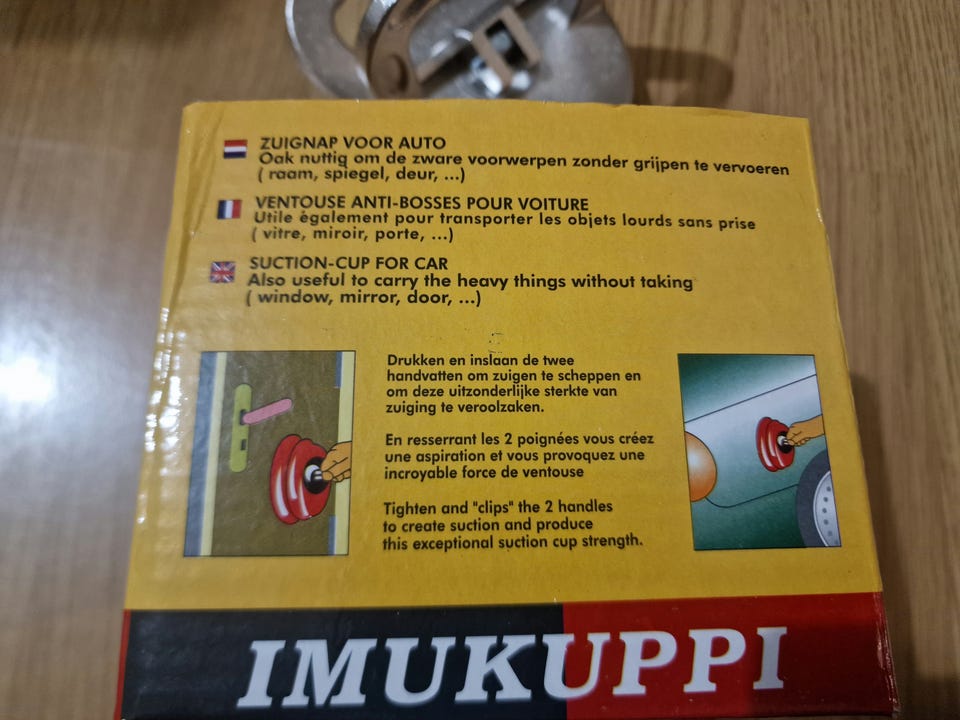 ZUIGNAP VOOR AUTO
Oak nuttig om de zware voorwerpen zonder grijpen te vervoeren
( raam, spiegel, deur, ...)
VENTOUSE ANTI-BOSSES POUR VOITURE
Utile également pour transporter les objets lourds sans prise
( vitre, miroir, porte, ...)
SUCTION-CUP FOR CAR
Also useful to carry the heavy things without taking
( window, mirror, door, ...)
Drukken en inslaan de twee
handvatten om zuigen te scheppen en
om deze uitzonderlijke sterkte van
zuiging te veroolzaken.
En resserrant les 2 poignées vous créez
une aspiration et vous provoquez une
incroyable force de ventouse
Tighten and "clips" the 2 handles
to create suction and produce
this exceptional suction cup strength.
IMUKUPPI